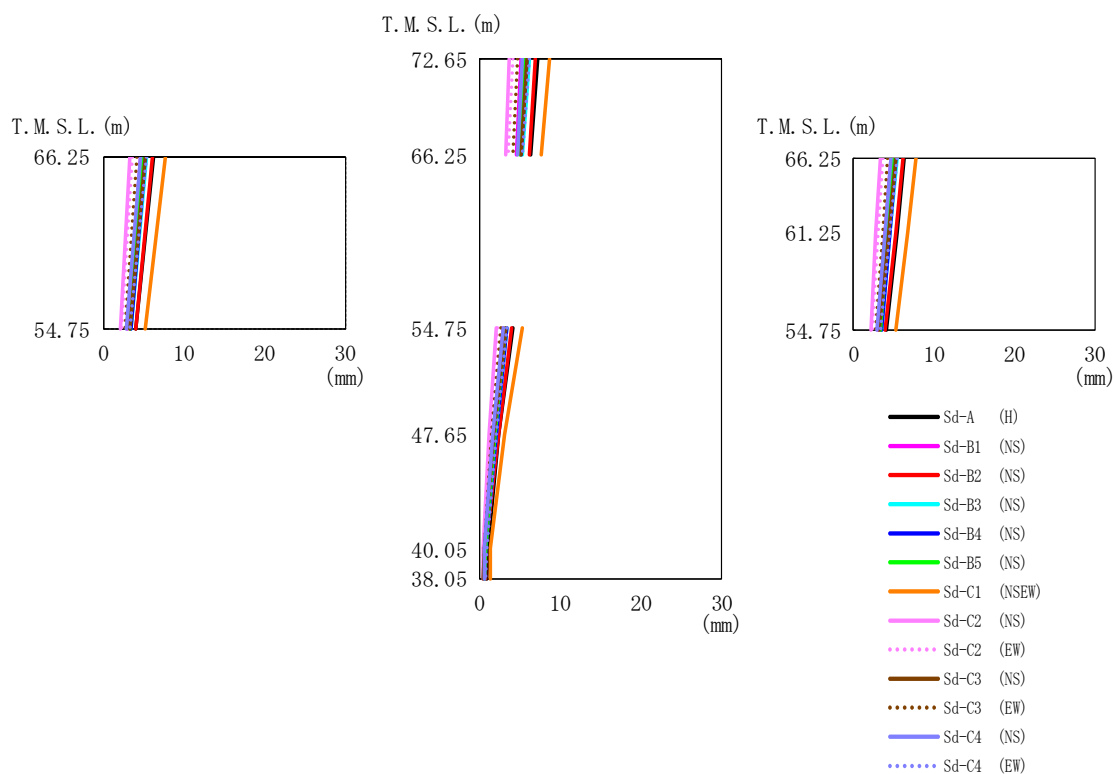 T.M.S.L.(m)
72.65
66.25
54.75
47.65
40.05
38.05
0 10 20 30
(mm)
T.M.S.L.(m)
66.25
54.75
0 10 20 30
(mm)
T.M.S.L.(m)
66.25
61.25
54.75
0 10 20 30
(mm)
Sd-A (H)
Sd-B1 (NS)
Sd-B2 (NS)
Sd-B3 (NS)
Sd-B4 (NS)
Sd-B5 (NS)
Sd-C1 (NSEW)
Sd-C2 (NS)
Sd-C2 (EW)
Sd-C3 (NS)
Sd-C3 (EW)
Sd-C4 (NS)
Sd-C4 (EW)